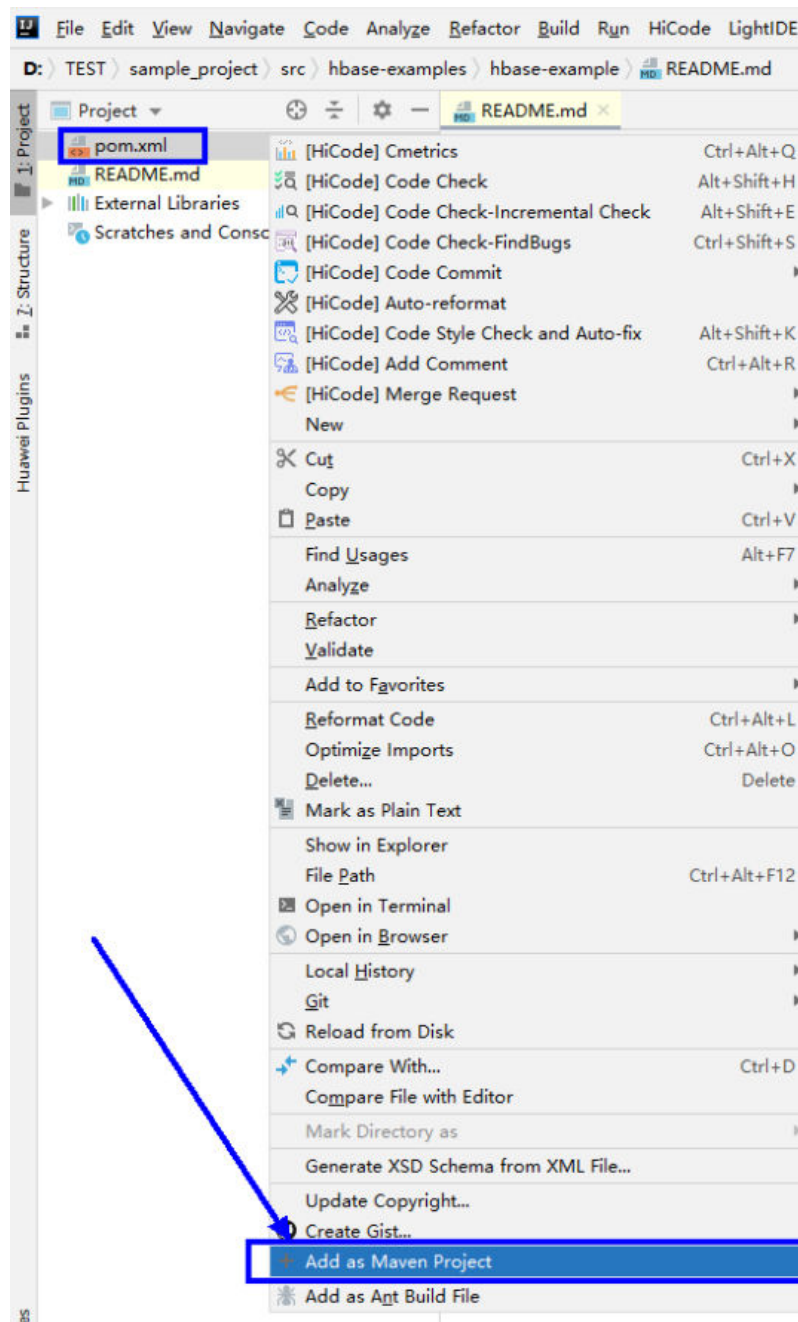 File Edit View Navigate Code Analyze Refactor Build Run HiCode LightIDE
D: TEST sample_project src hbase-examples hbase-example README.md
Project README.md
1: Project
pom.xml
README.md
External Libraries
Scratches and Consc
Z: Structure
Huawei Plugins
[HiCode] Cmetrics Ctrl+Alt+Q
[HiCode] Code Check Alt+Shift+H
[HiCode] Code Check-Incremental Check Alt+Shift+E
[HiCode] Code Check-FindBugs Ctrl+Shift+S
[HiCode] Code Commit
[HiCode] Auto-reformat
[HiCode] Code Style Check and Auto-fix Alt+Shift+K
[HiCode] Add Comment Ctrl+Alt+R
[HiCode] Merge Request
New
Cut Ctrl+X
Copy
Paste Ctrl+V
Find Usages Alt+F7
Analyze
Refactor
Validate
Add to Favorites
Reformat Code Ctrl+Alt+L
Optimize Imports Ctrl+Alt+O
Delete... Delete
Mark as Plain Text
Show in Explorer
File Path Ctrl+Alt+F12
Open in Terminal
Open in Browser
Local History
Git
Reload from Disk
Compare With... Ctrl+D
Compare File with Editor
Mark Directory as
Generate XSD Schema from XML File...
Update Copyright...
Create Gist...
Add as Maven Project
Add as Ant Build File